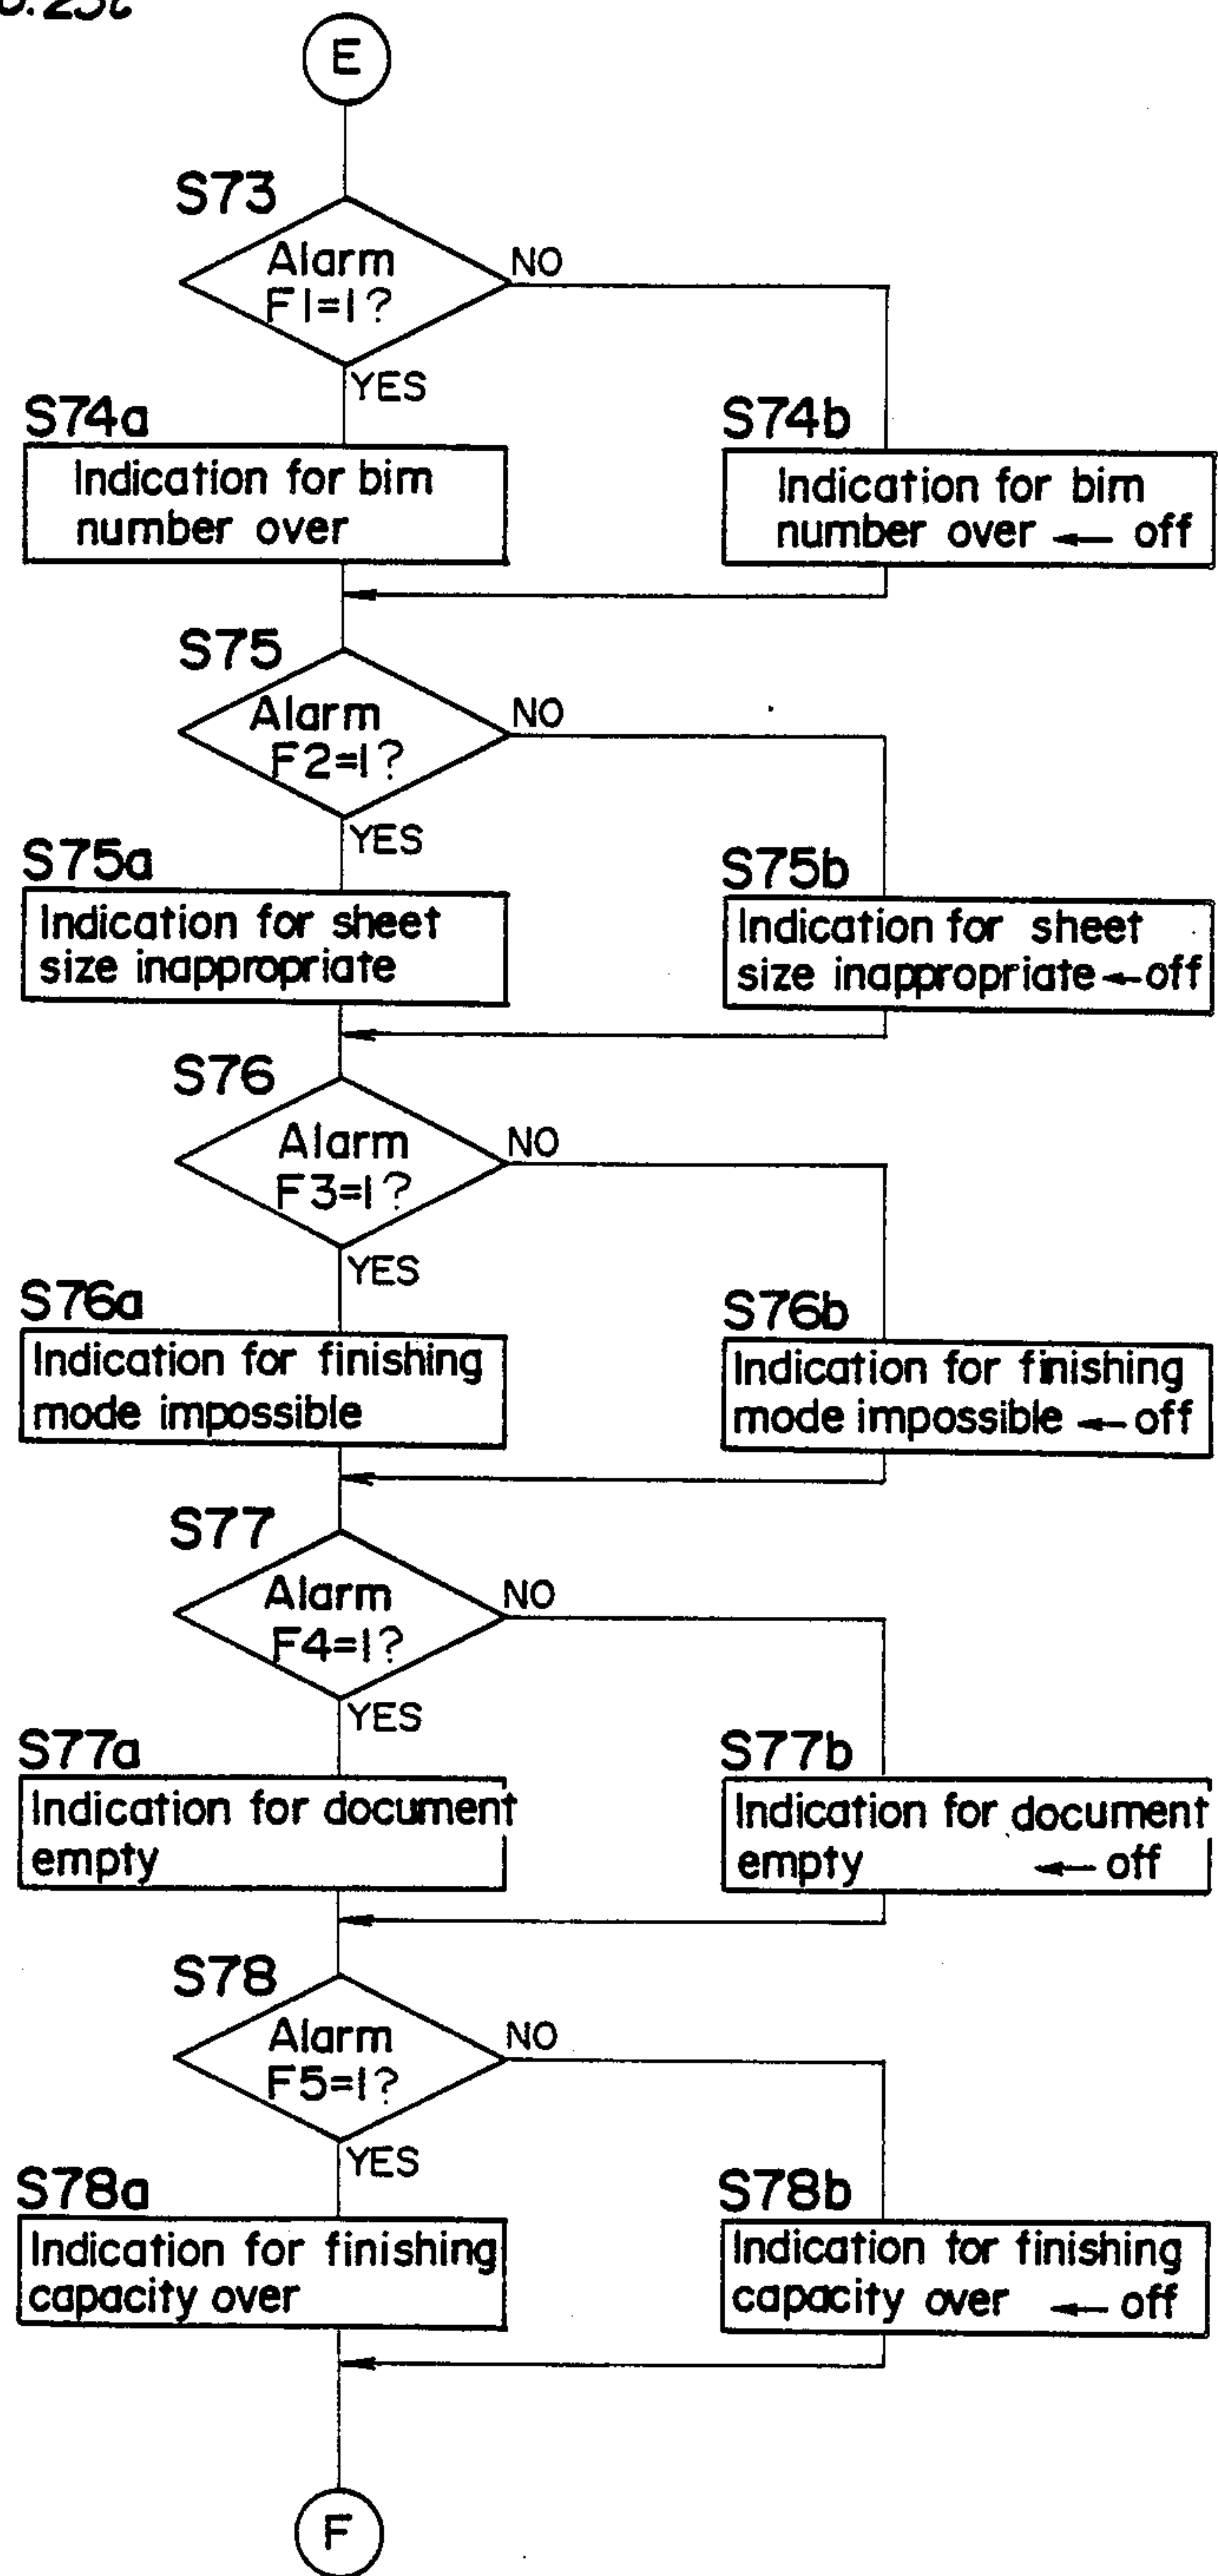 E
S73
Alarm
F1=1?
NO
YES
S74a
Indication for bim
number over
S74b
Indication for bim
number over ← off
S75
Alarm
F2=1?
NO
YES
S75a
Indication for sheet
size inappropriate
S75b
Indication for sheet
size inappropriate ← off
S76
Alarm
F3=1?
NO
YES
S76a
Indication for finishing
mode impossible
S76b
Indication for finishing
mode impossible ← off
S77
Alarm
F4=1?
NO
YES
S77a
Indication for document
empty
S77b
Indication for document
empty ← off
S78
Alarm
F5=1?
NO
YES
S78a
Indication for finishing
capacity over
S78b
Indication for finishing
capacity over ← off
F